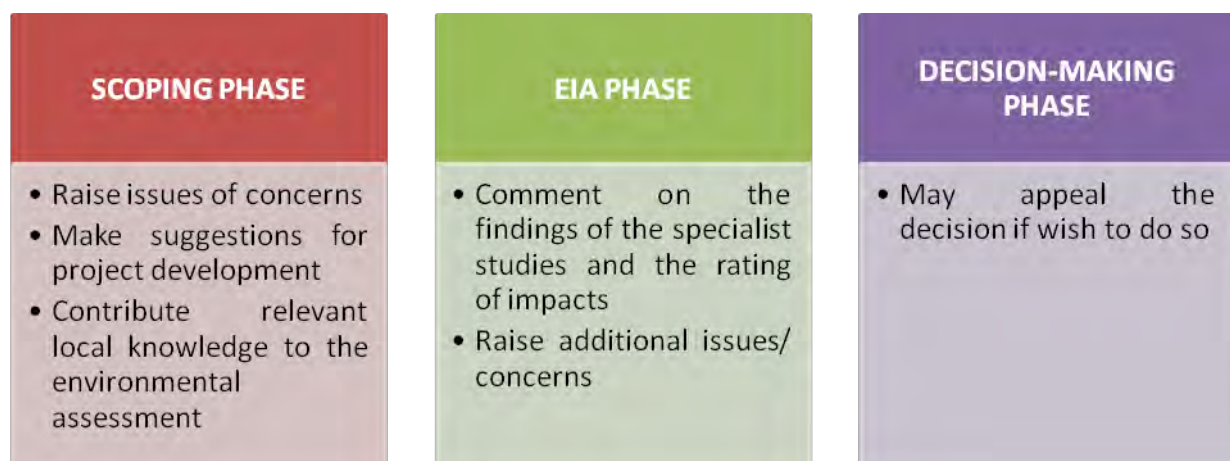 SCOPING PHASE
• Raise issues of concerns
• Make suggestions for
project development
• Contribute relevant
local knowledge to the
environmental
assessment
EIA PHASE
• Comment on the
findings of the specialist
studies and the rating
of impacts
• Raise additional issues/
concerns
DECISION-MAKING
PHASE
• May appeal the
decision if wish to do so